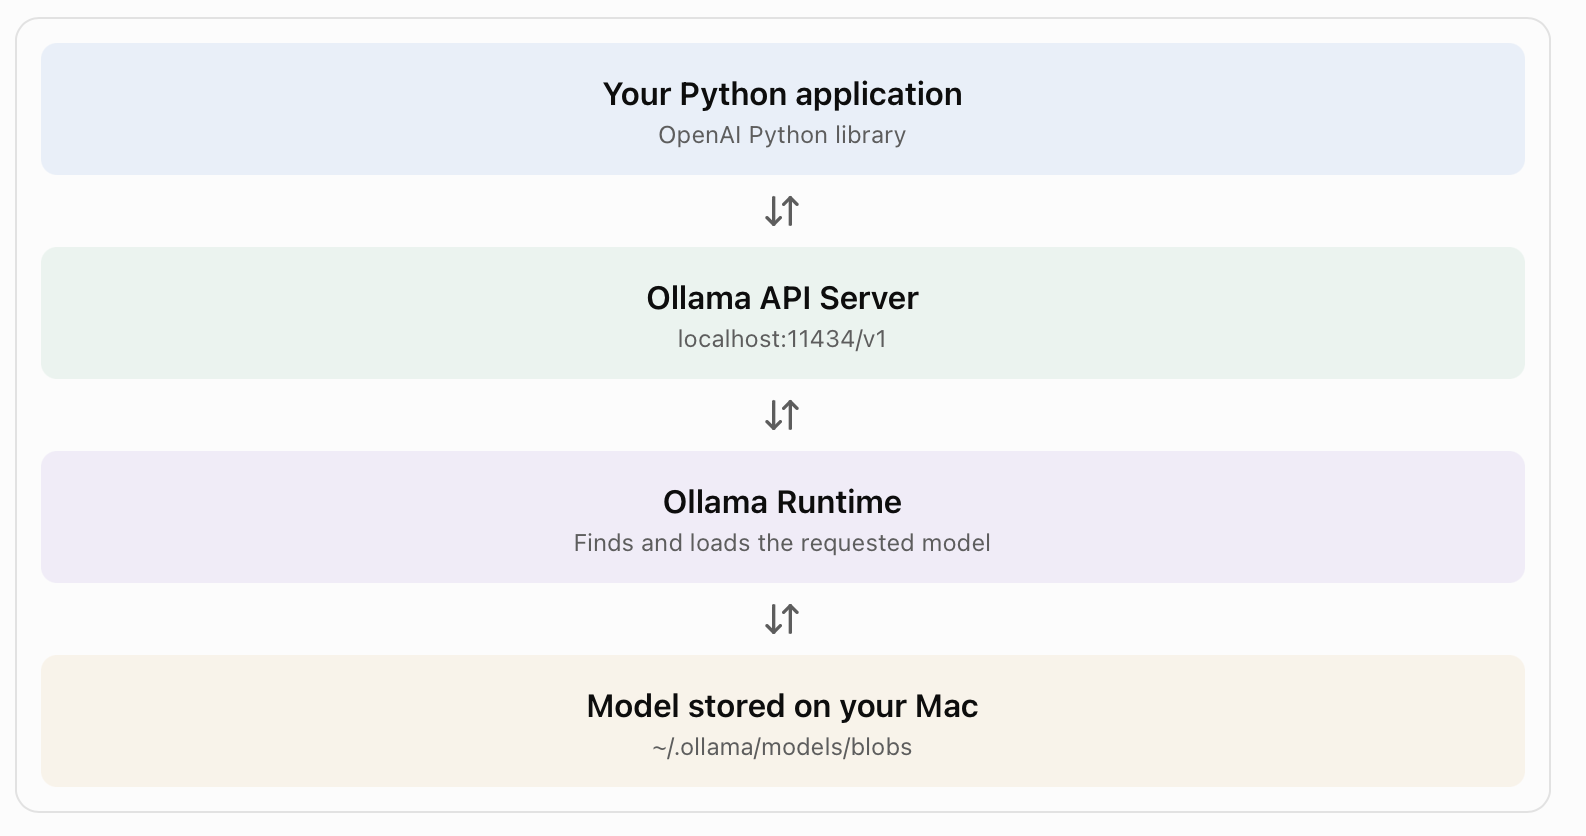 Your Python application
OpenAI Python library
Ollama API Server
localhost:11434/v1
Ollama Runtime
Finds and loads the requested model
Model stored on your Mac
~/.ollama/models/blobs